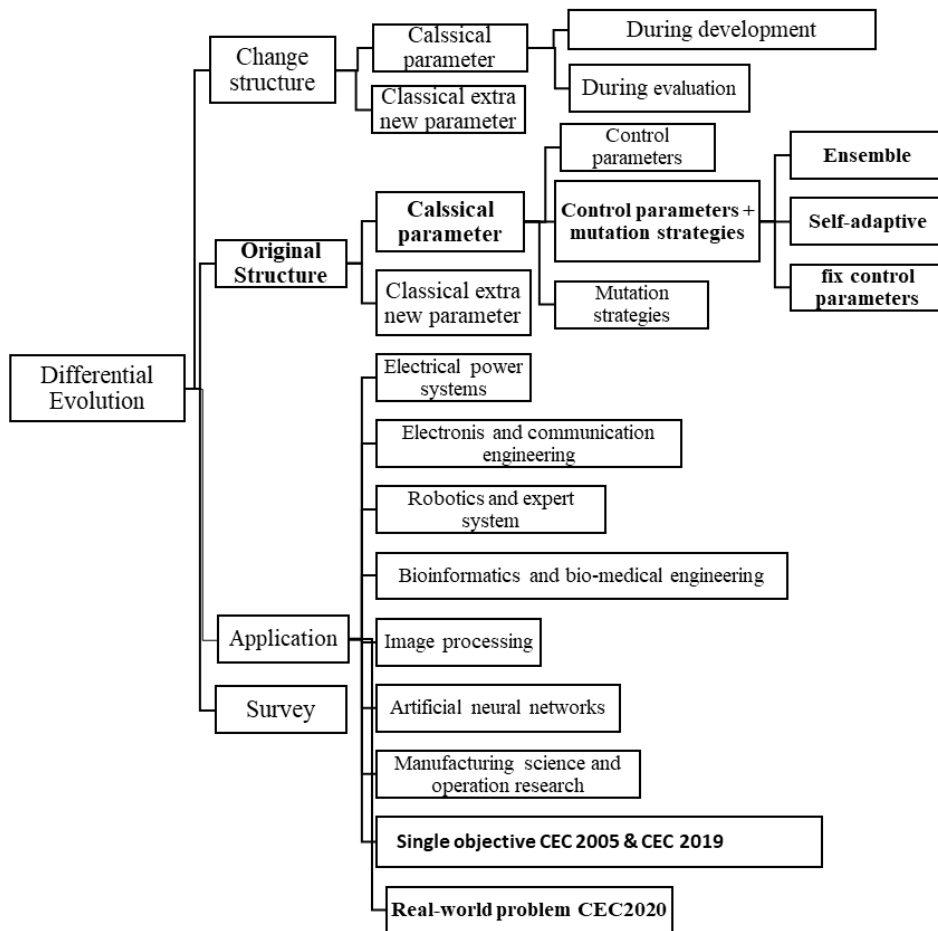 Change
structure
Calssical
parameter
During development
During evaluation
Classical extra
new parameter
Original
Structure
Calssical
parameter
Control
parameters
Control parameters +
mutation strategies
Ensemble
Self-adaptive
fix control
parameters
Mutation
strategies
Classical extra
new parameter
Differential
Evolution
Application
Electrical power
systems
Electronis and communication
engineering
Robotics and expert
system
Bioinformatics and bio-medical engineering
Image processing
Artificial neural networks
Manufacturing science and
operation research
Single objective CEC 2005 & CEC 2019
Real-world problem CEC2020
Survey